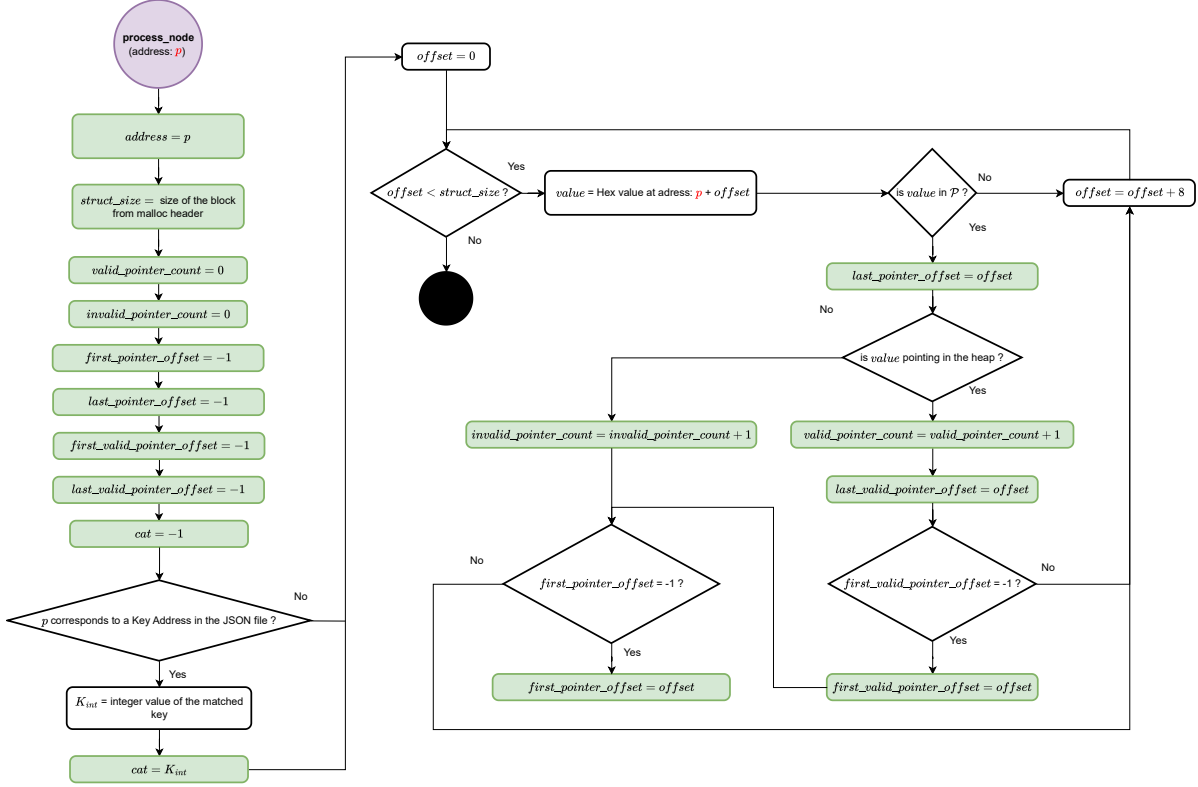 process_node
(address: p)
address = p
struct_size = size of the block
from malloc header
valid_pointer_count = 0
invalid_pointer_count = 0
first_pointer_offset = −1
last_pointer_offset = −1
first_valid_pointer_offset = −1
last_valid_pointer_offset = −1
cat = −1
p corresponds to a Key Address in the JSON file ?
No
Yes
K_int = integer value of the matched
key
cat = K_int
offset = 0
offset < struct_size ?
Yes
No
value = Hex value at adress: p + offset
is value in 𝒫 ?
No
Yes
offset = offset + 8
last_pointer_offset = offset
No
is value pointing in the heap ?
Yes
invalid_pointer_count = invalid_pointer_count + 1
valid_pointer_count = valid_pointer_count + 1
last_valid_pointer_offset = offset
No
first_pointer_offset = -1 ?
Yes
first_pointer_offset = offset
first_valid_pointer_offset = -1 ?
No
Yes
first_valid_pointer_offset = offset